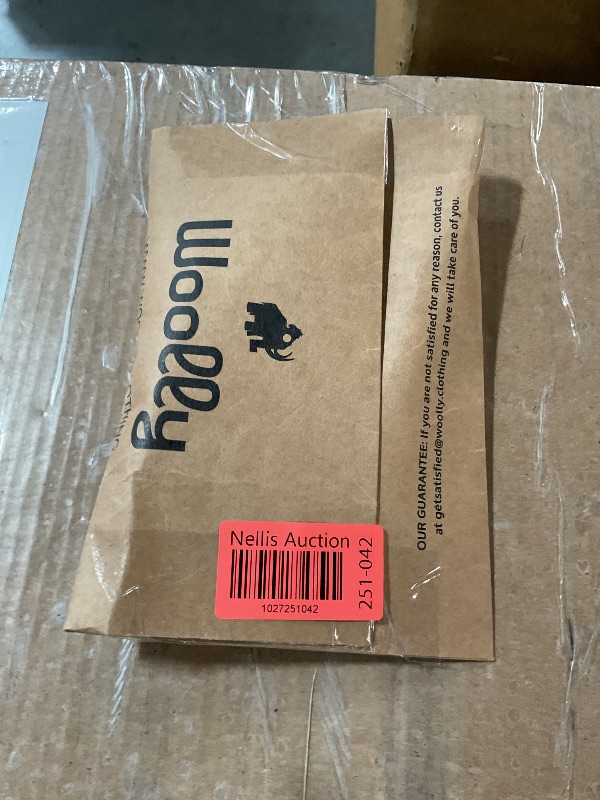 woolly
OUR GUARANTEE: If you are not satisfied for any reason, contact us
at getsatisfied@woolly.clothing and we will take care of you.
Nellis Auction
1027251042
251-042